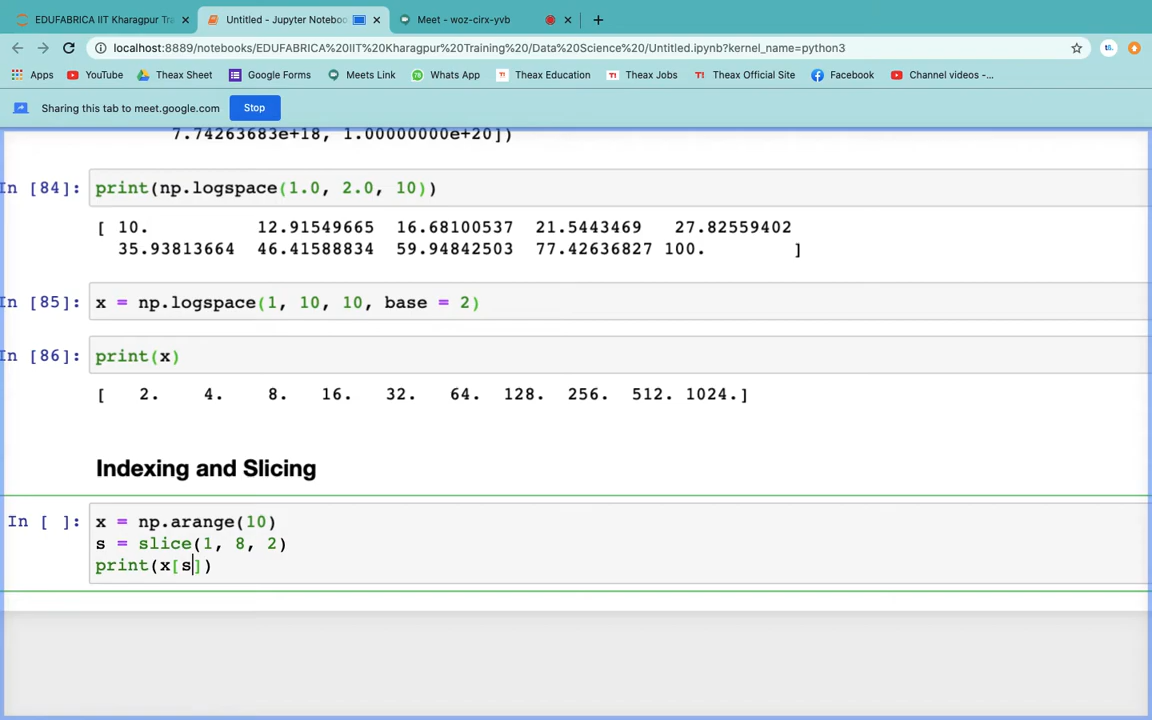 EDUFABRICA IIT Kharagpur Tra
Untitled - Jupyter Noteboo
Meet - woz-cirx-yvb
localhost:8889/notebooks/EDUFABRICA%20IIT%20Kharagpur%20Training%20/Data%20Science%20/Untitled.ipynb?kernel_name=python3
Apps YouTube Theax Sheet Google Forms Meets Link Whats App Theax Education Theax Jobs Theax Official Site Facebook Channel videos -...
Sharing this tab to meet.google.com Stop
7.74263683e+18, 1.00000000e+20])
In [84]: print(np.logspace(1.0, 2.0, 10))
[ 10. 12.91549665 16.68100537 21.5443469 27.82559402
35.93813664 46.41588834 59.94842503 77.42636827 100. ]
In [85]: x = np.logspace(1, 10, 10, base = 2)
In [86]: print(x)
[ 2. 4. 8. 16. 32. 64. 128. 256. 512. 1024.]
Indexing and Slicing
In [ ]: x = np.arange(10)
s = slice(1, 8, 2)
print(x[s])